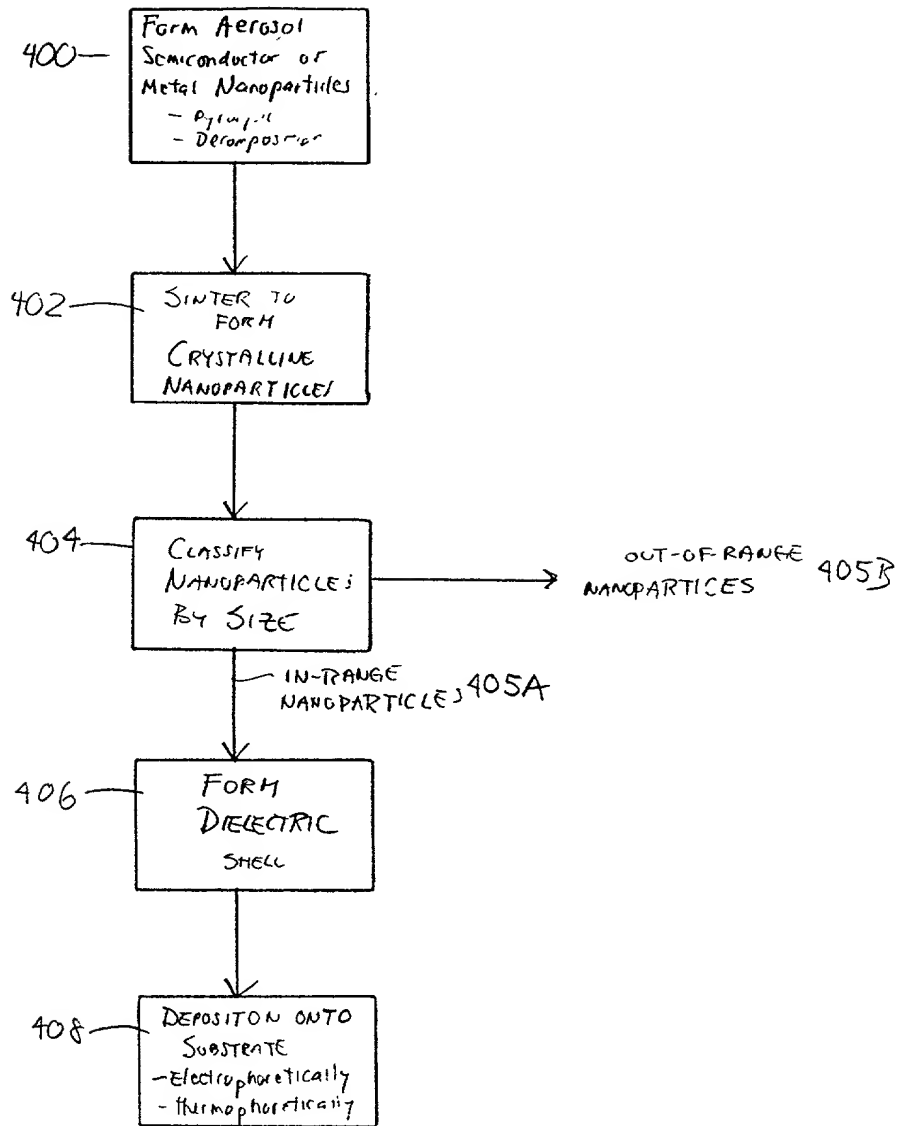 400
Form Aerosol
Semiconductor or
Metal Nanoparticles
-
- Decomposition
402
SINTER TO
FORM
CRYSTALLINE
NANOPARTICLES
404
CLASSIFY
NANOPARTICLES
BY SIZE
OUT-OF-RANGE
NANOPARTICES 405B
IN-RANGE
NANOPARTICLES 405A
406
FORM
DIELECTRIC
SHELL
408
DEPOSITON ONTO
SUBSTRATE
-Electrophoretically
-thermophoretically